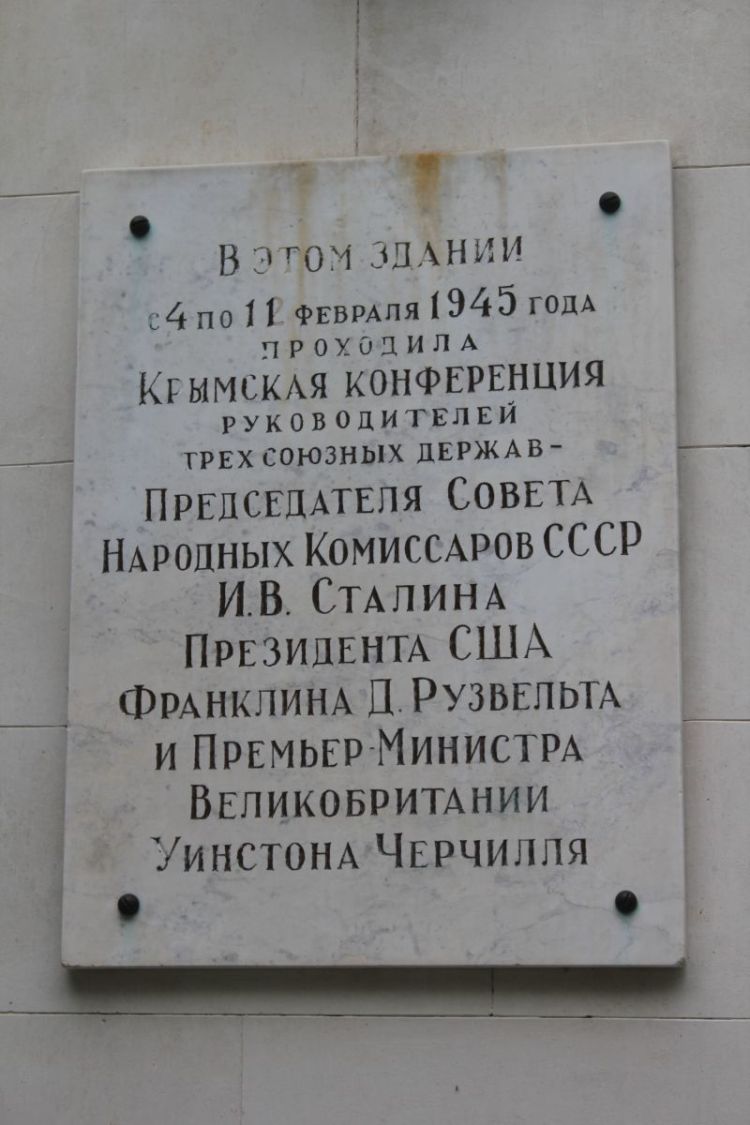 В этом здании
с 4 по 11 февраля 1945 года
проходила
Крымская конференция
руководителей
трех союзных держав–
Председателя Совета
Народных Комиссаров СССР
И.В. Сталина
Президента США
Франклина Д. Рузвельта
и Премьер-Министра
Великобритании
Уинстона Черчилля